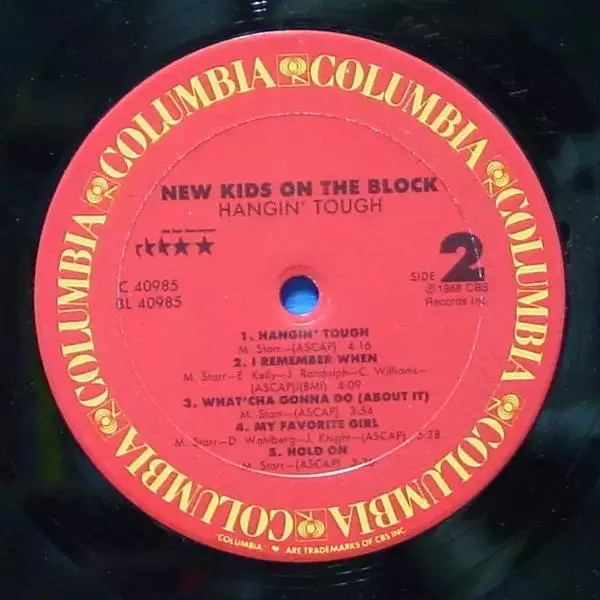 COLUMBIA COLUMBIA COLUMBIA COLUMBIA COLUMBIA COLUMBIA COLUMBIA COLUMBIA
NEW KIDS ON THE BLOCK
HANGIN' TOUGH
C 40985
BL 40985
SIDE 2
℗1988 CBS
Records Inc.
1. HANGIN' TOUGH
M. Starr—(ASCAP) 4:16
2. I REMEMBER WHEN
M. Starr—E. Kelly—J. Randolph—C. Williams—
(ASCAP)/(BMI) 4:09
3. WHAT'CHA GONNA DO (ABOUT IT)
M. Starr—(ASCAP) 3:54
4. MY FAVORITE GIRL
M. Starr—D. Wahlberg—J. Knight—(ASCAP) 5:28
5. HOLD ON
M. Starr—(ASCAP)
"COLUMBIA," ARE TRADEMARKS OF CBS INC.